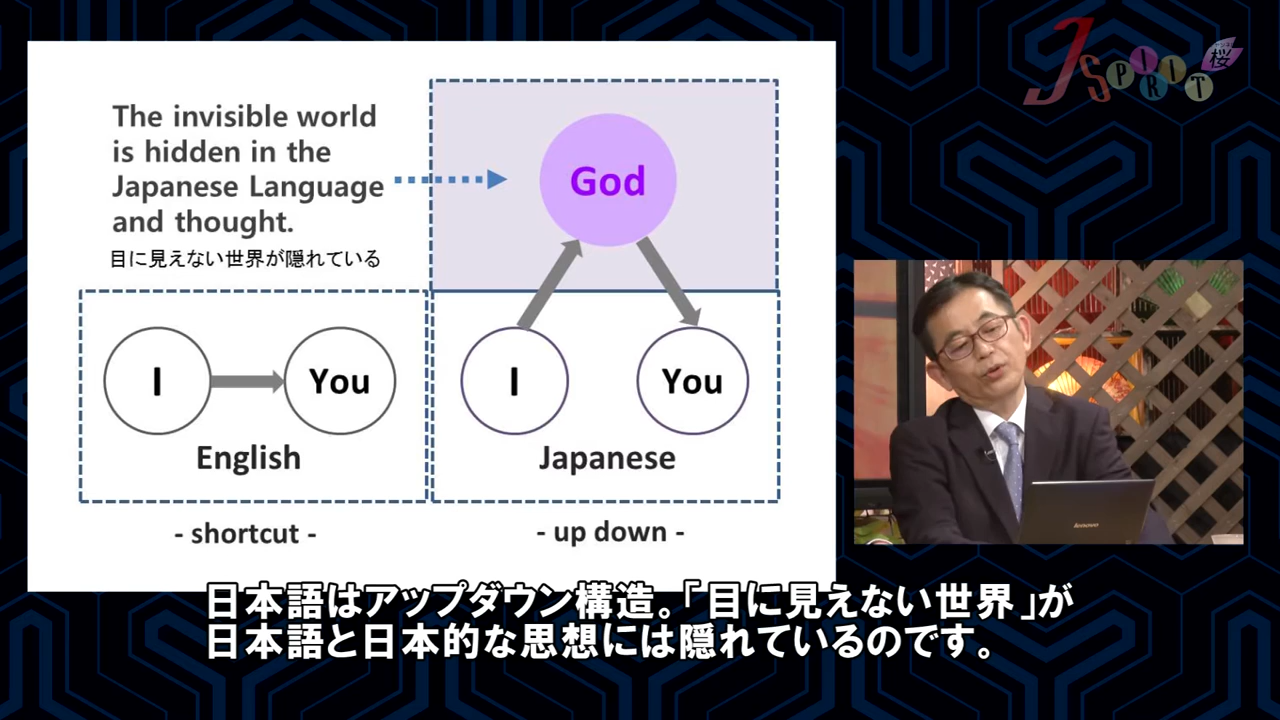 J SPIRIT 桜
The invisible world
is hidden in the
Japanese Language
and thought.
目に見えない世界が隠れている
God
I
You
English
- shortcut -
I
You
Japanese
- up down -
lenovo
日本語はアップダウン構造。「目に見えない世界」が
日本語と日本的な思想には隠れているのです。